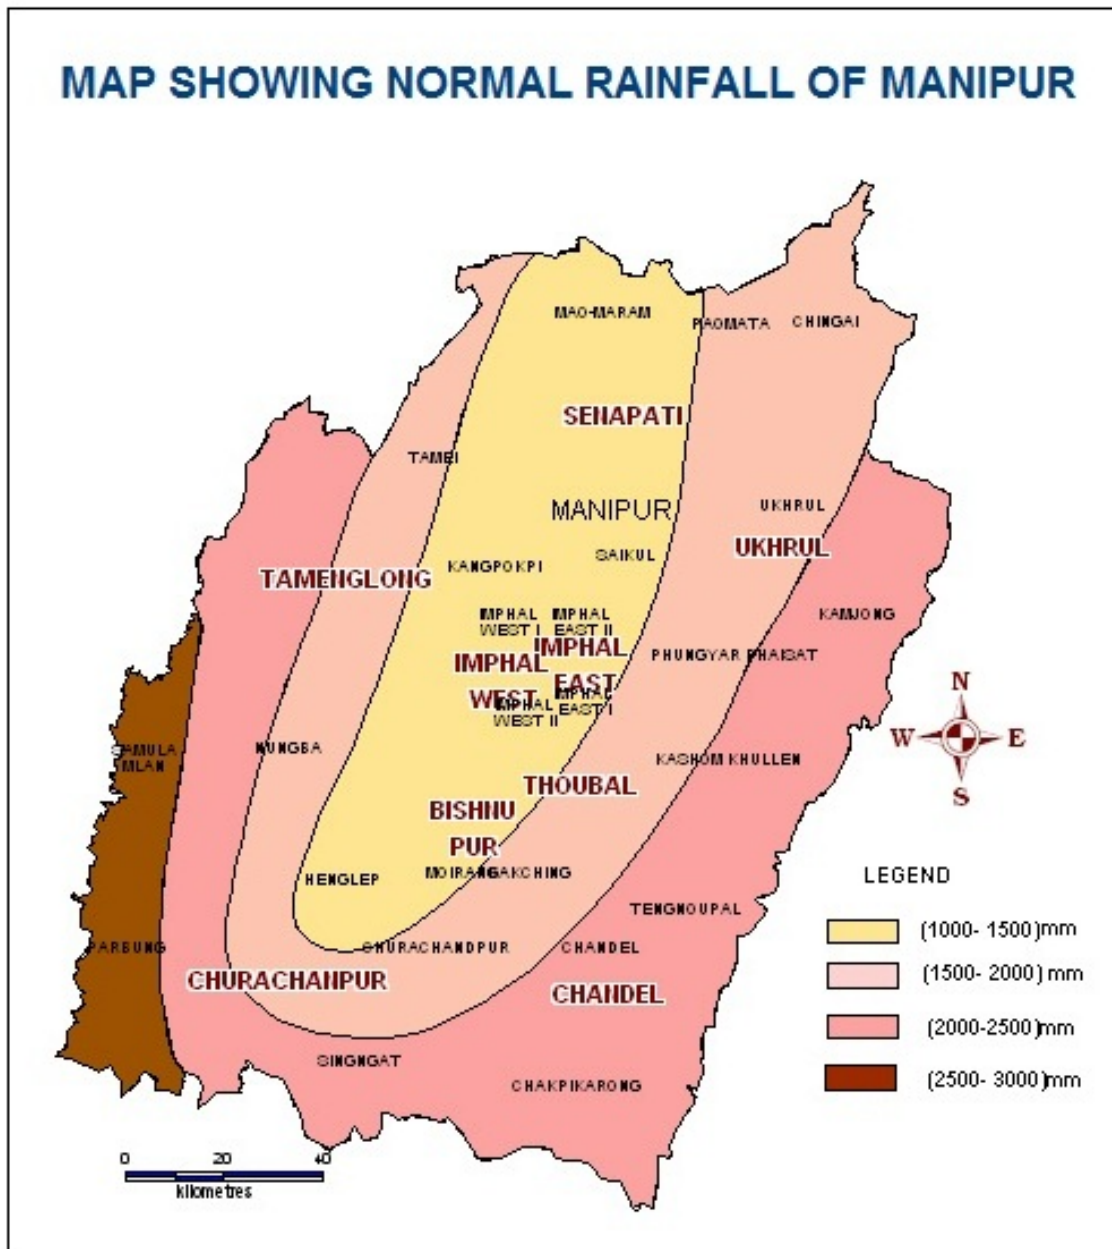 MAP SHOWING NORMAL RAINFALL OF MANIPUR
MAO-MARAM
PAOMATA
CHINGAI
SENAPATI
TAMEI
MANIPUR
UKHRUL
UKHRUL
SAIKUL
KANGPOKPI
TAMENGLONG
IMPHAL
WEST I
IMPHAL
EAST II
KAMJONG
IMPHAL
EAST
IMPHAL
WEST
PHUNGYAR PHAISAT
IMPHAL
EAST I
IMPHAL
WEST II
N
W
E
S
NUNGBA
KASHOM KHULLEN
THOUBAL
BISHNU
PUR
MOIRANG
KAKCHING
HENGLEP
LEGEND
TENGNOUPAL
(1000- 1500)mm
PARBUNG
CHURACHANDPUR
CHANDEL
CHURACHANPUR
CHANDEL
(1500- 2000) mm
(2000-2500)mm
SINGNGAT
CHAKPIKARONG
(2500- 3000)mm
0 20 40
kilometres